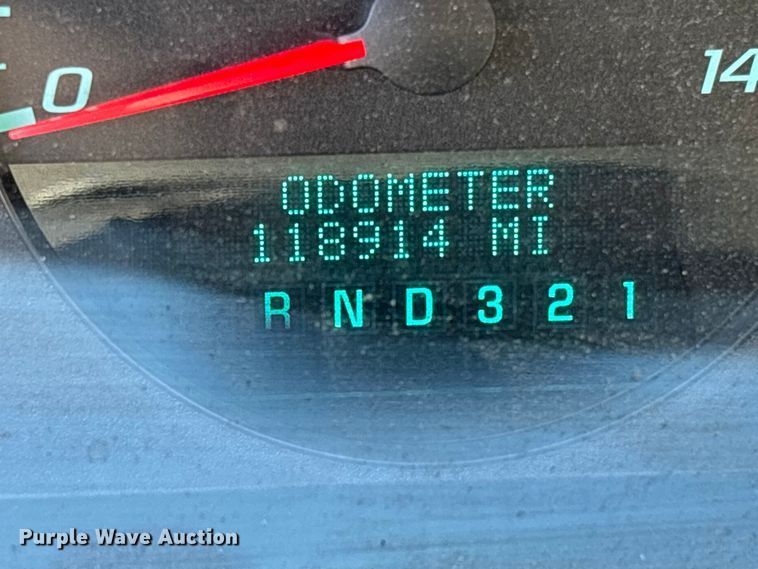 0
14
ODOMETER
118914 MI
R N D 3 2 1
Purple Wave Auction